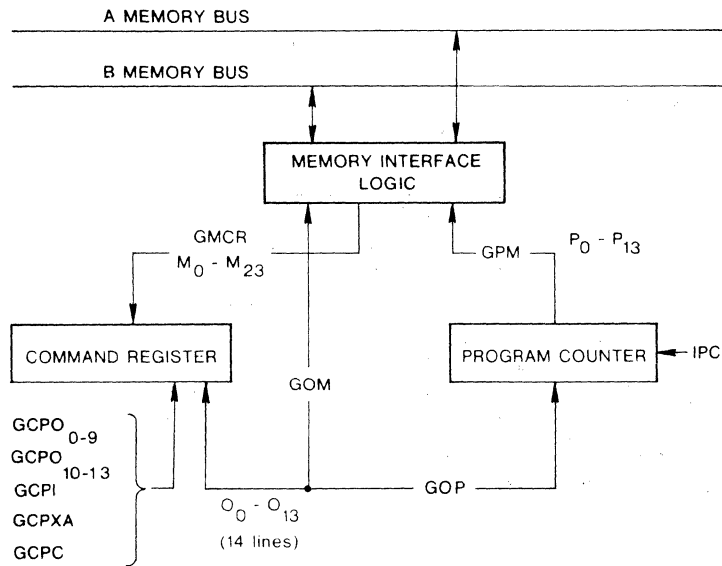 A MEMORY BUS
B MEMORY BUS
MEMORY INTERFACE
LOGIC
GMCR
M0 - M23
GPM
P0 - P13
COMMAND REGISTER
PROGRAM COUNTER
IPC
GOM
GCPO0-9
GCPO10-13
GCPI
GCPXA
GCPC
O0 - O13
(14 lines)
GOP